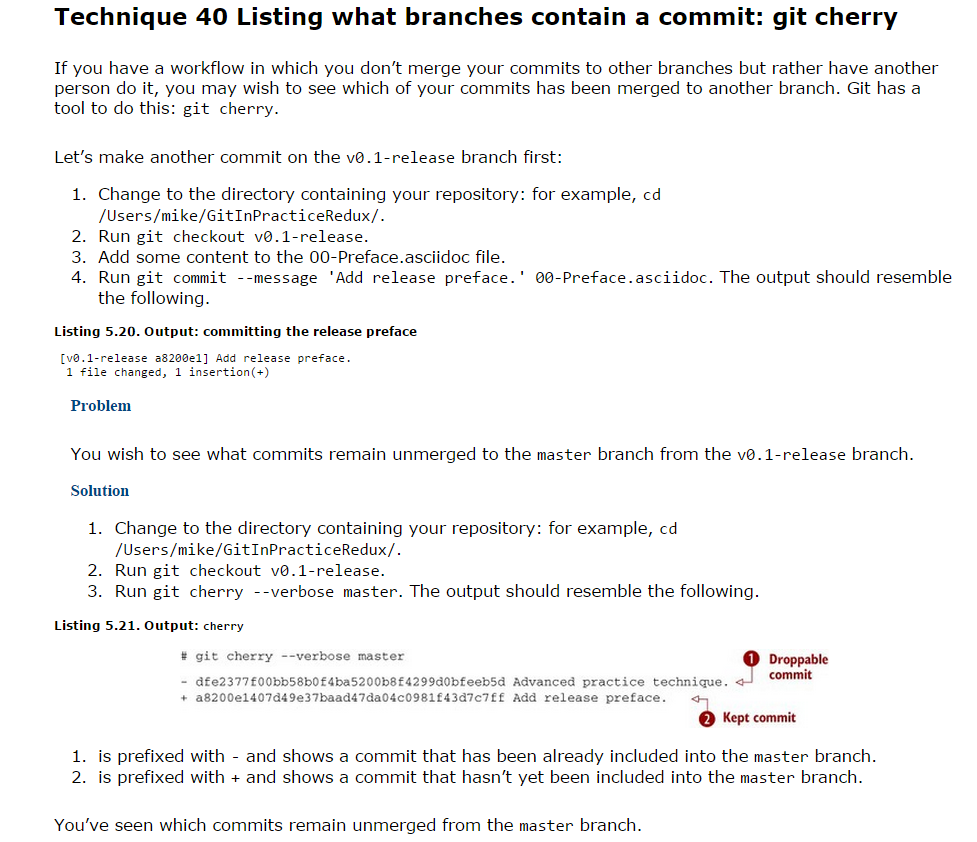 Technique 40 Listing what branches contain a commit: git cherry
If you have a workflow in which you don’t merge your commits to other branches but rather have another
person do it, you may wish to see which of your commits has been merged to another branch. Git has a
tool to do this: git cherry.
Let’s make another commit on the v0.1-release branch first:
1. Change to the directory containing your repository: for example, cd
/Users/mike/GitInPracticeRedux/.
2. Run git checkout v0.1-release.
3. Add some content to the 00-Preface.asciidoc file.
4. Run git commit --message 'Add release preface.' 00-Preface.asciidoc. The output should resemble
the following.
Listing 5.20. Output: committing the release preface
[v0.1-release a8200e1] Add release preface.
1 file changed, 1 insertion(+)
Problem
You wish to see what commits remain unmerged to the master branch from the v0.1-release branch.
Solution
1. Change to the directory containing your repository: for example, cd
/Users/mike/GitInPracticeRedux/.
2. Run git checkout v0.1-release.
3. Run git cherry --verbose master. The output should resemble the following.
Listing 5.21. Output: cherry
# git cherry --verbose master
- dfe2377f00bb58b0f4ba5200b8f4299d0bfeeb5d Advanced practice technique.
1 Droppable
commit
+ a8200e1407d49e37baad47da04c0981f43d7c7ff Add release preface.
2 Kept commit
1. is prefixed with - and shows a commit that has been already included into the master branch.
2. is prefixed with + and shows a commit that hasn’t yet been included into the master branch.
You’ve seen which commits remain unmerged from the master branch.